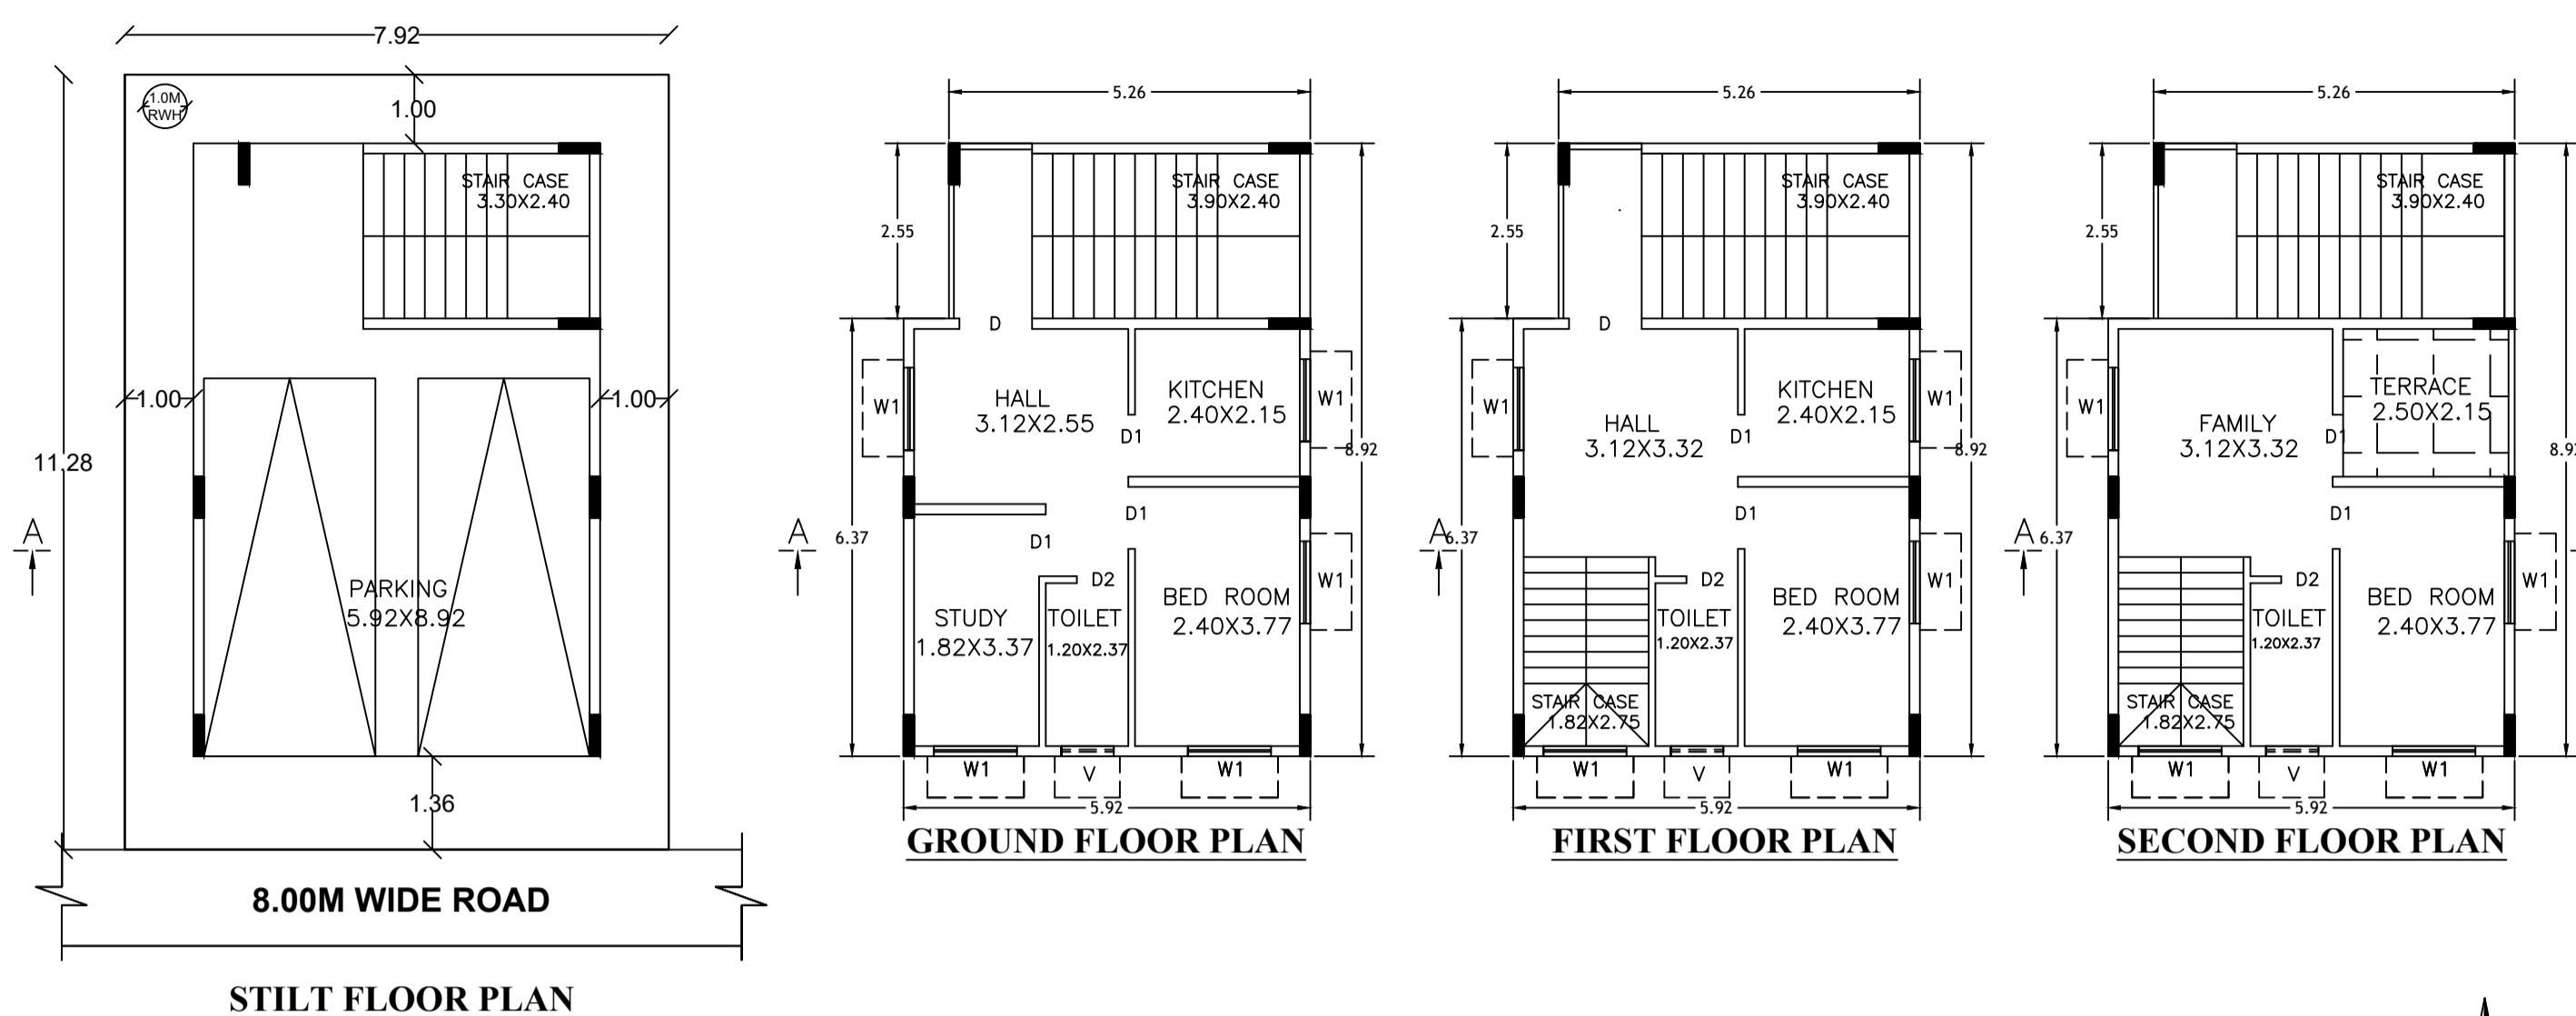 7.92
1.0M
RWH
1.00
STAIR CASE
3.30X2.40
1.00
1.00
11.28
A
PARKING
5.92X8.92
1.36
8.00M WIDE ROAD
STILT FLOOR PLAN
5.26
STAIR CASE
3.90X2.40
2.55
D
W1
HALL
3.12X2.55
KITCHEN
2.40X2.15
W1
D1
8.92
A
6.37
D1
D1
D2
W1
STUDY
1.82X3.37
TOILET
1.20X2.37
BED ROOM
2.40X3.77
W1
V
W1
5.92
GROUND FLOOR PLAN
5.26
STAIR CASE
3.90X2.40
2.55
D
W1
HALL
3.12X3.32
KITCHEN
2.40X2.15
W1
D1
8.92
A
6.37
D1
D2
W1
TOILET
1.20X2.37
BED ROOM
2.40X3.77
STAIR CASE
1.82X2.75
W1
V
W1
5.92
FIRST FLOOR PLAN
5.26
STAIR CASE
3.90X2.40
2.55
W1
FAMILY
3.12X3.32
TERRACE
2.50X2.15
D1
A
6.37
D1
D2
W1
TOILET
1.20X2.37
BED ROOM
2.40X3.77
STAIR CASE
1.82X2.75
W1
V
W1
5.92
SECOND FLOOR PLAN